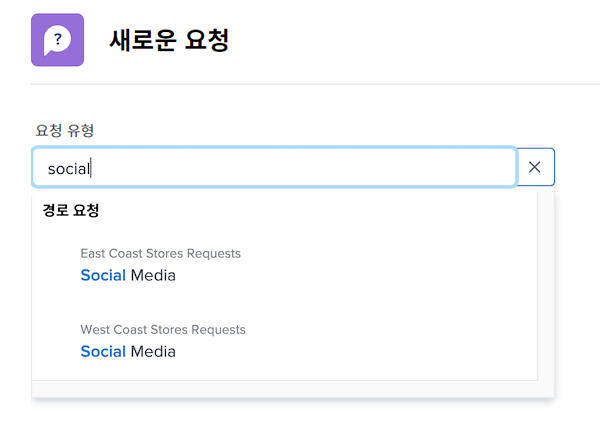 ?
새로운 요청
요청 유형
social
경로 요청
East Coast Stores Requests
Social Media
West Coast Stores Requests
Social Media